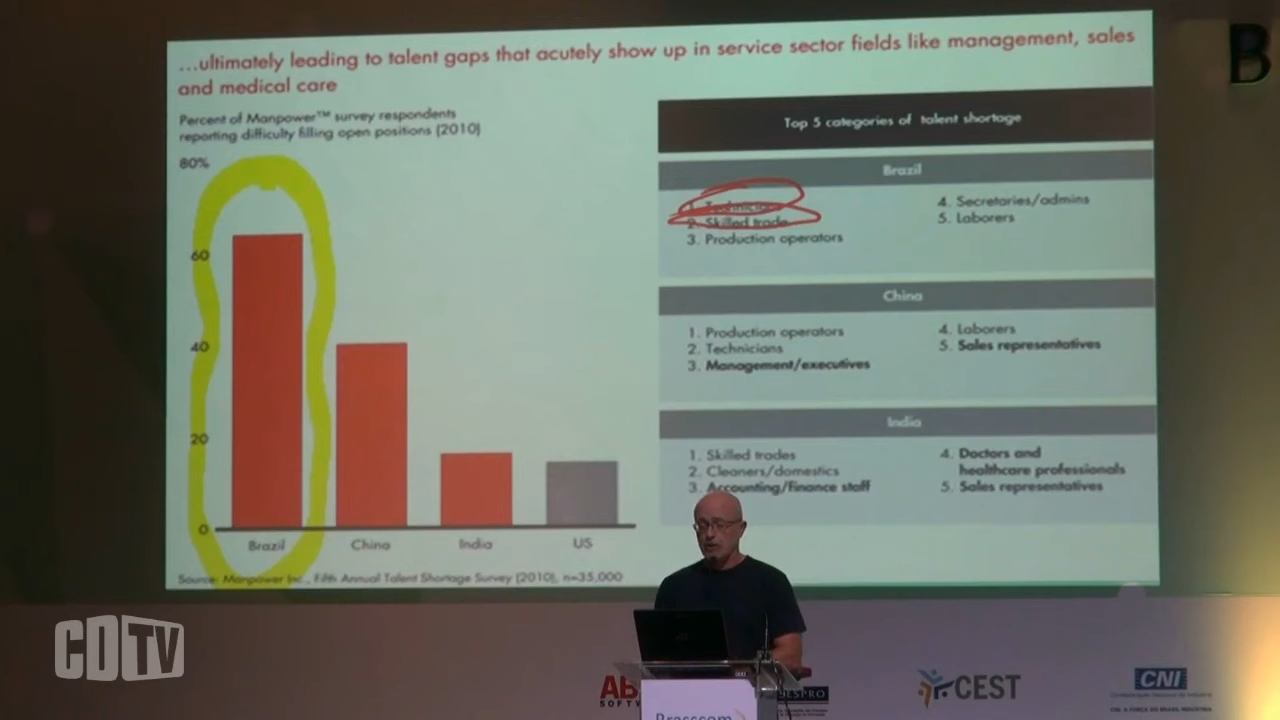 ...ultimately leading to talent gaps that acutely show up in service sector fields like management, sales
and medical care
Percent of Manpower™ survey respondents
reporting difficulty filling open positions (2010)
80%
60
40
20
0
Brazil China India US
Source: Manpower Inc., Fifth Annual Talent Shortage Survey (2010), n=35,000
Top 5 categories of talent shortage
Brazil
1. Technicians
2. Skilled trade
3. Production operators
4. Secretaries/admins
5. Laborers
China
1. Production operators
2. Technicians
3. Management/executives
4. Laborers
5. Sales representatives
India
1. Skilled trades
2. Cleaners/domestics
3. Accounting/finance staff
4. Doctors and
healthcare professionals
5. Sales representatives
B
CDTV
Brasscom
CEST
CNI